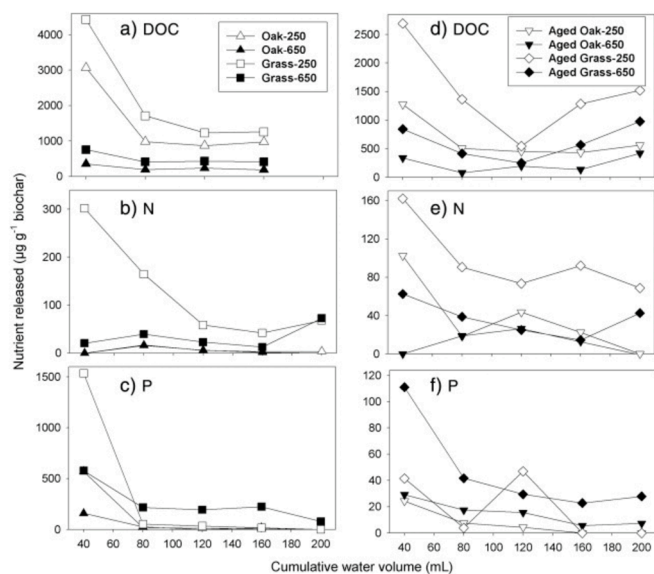 a) DOC
Oak-250
Oak-650
Grass-250
Grass-650
4000
3000
2000
1000
0
b) N
300
200
100
0
c) P
1500
1000
500
0
40 60 80 100 120 140 160 180 200
d) DOC
Aged Oak-250
Aged Oak-650
Aged Grass-250
Aged Grass-650
2500
2000
1500
1000
500
0
e) N
160
120
80
40
0
f) P
120
100
80
60
40
20
0
40 60 80 100 120 140 160 180 200
Nutrient released (µg g⁻¹ biochar)
Cumulative water volume (mL)